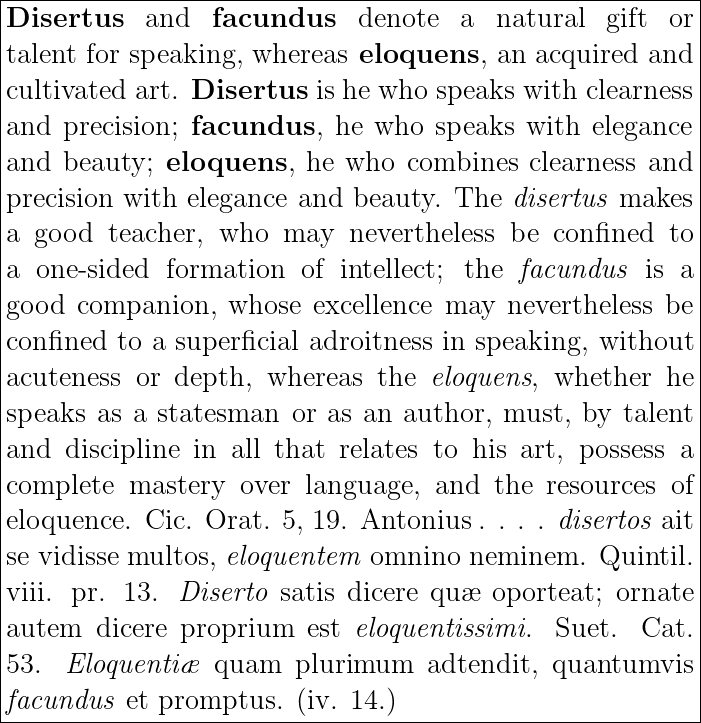 Disertus and facundus denote a natural gift or
talent for speaking, whereas eloquens, an acquired and
cultivated art. Disertus is he who speaks with clearness
and precision; facundus, he who speaks with elegance
and beauty; eloquens, he who combines clearness and
precision with elegance and beauty. The disertus makes
a good teacher, who may nevertheless be confined to
a one-sided formation of intellect; the facundus is a
good companion, whose excellence may nevertheless be
confined to a superficial adroitness in speaking, without
acuteness or depth, whereas the eloquens, whether he
speaks as a statesman or as an author, must, by talent
and discipline in all that relates to his art, possess a
complete mastery over language, and the resources of
eloquence. Cic. Orat. 5, 19. Antonius . . . . disertos ait
se vidisse multos, eloquentem omnino neminem. Quintil.
viii. pr. 13. Diserto satis dicere quæ oporteat; ornate
autem dicere proprium est eloquentissimi. Suet. Cat.
53. Eloquentiæ quam plurimum adtendit, quantumvis
facundus et promptus. (iv. 14.)